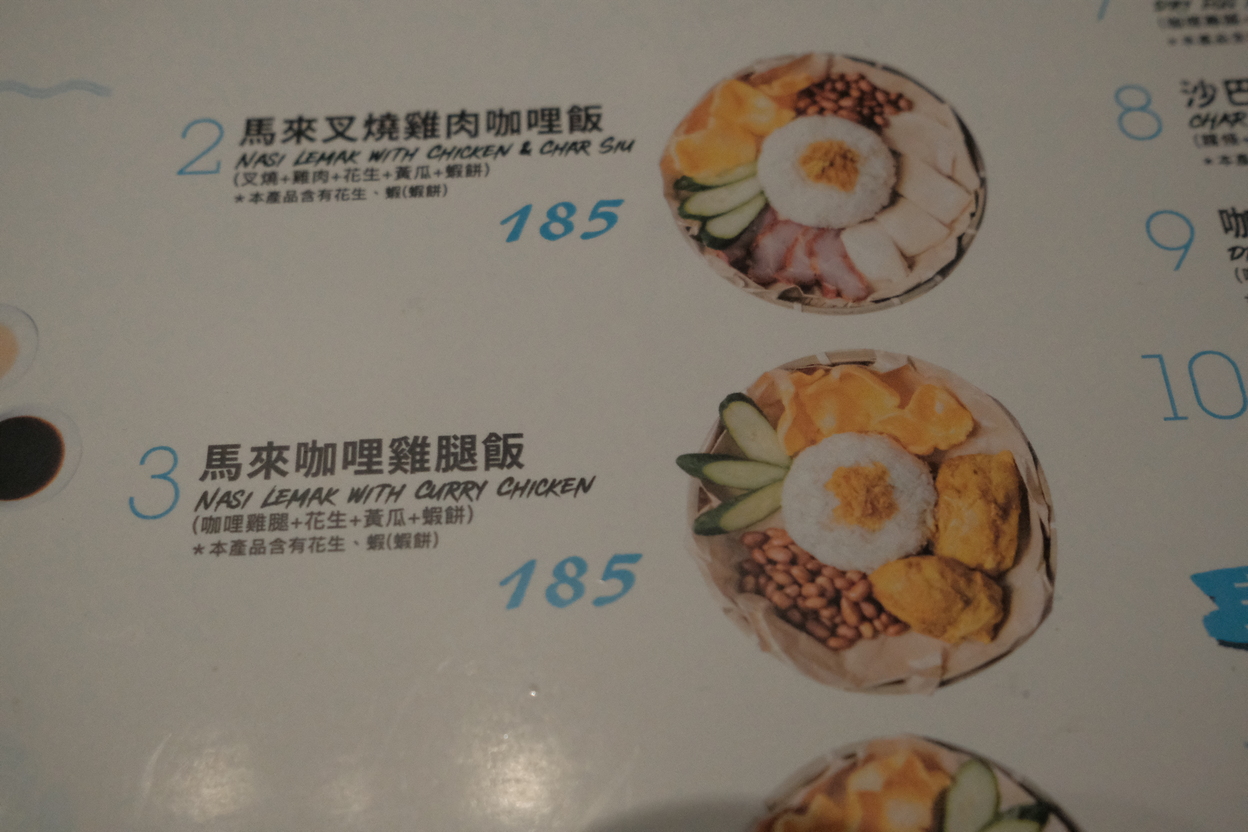 2 馬來叉燒雞肉咖哩飯
NASI LEMAK WITH CHICKEN & CHAR SIU
(叉燒+雞肉+花生+黃瓜+蝦餅)
*本產品含有花生、蝦(蝦餅)
185
3 馬來咖哩雞腿飯
NASI LEMAK WITH CURRY CHICKEN
(咖哩雞腿+花生+黃瓜+蝦餅)
*本產品含有花生、蝦(蝦餅)
185
8 沙巴
CHAR
9
10